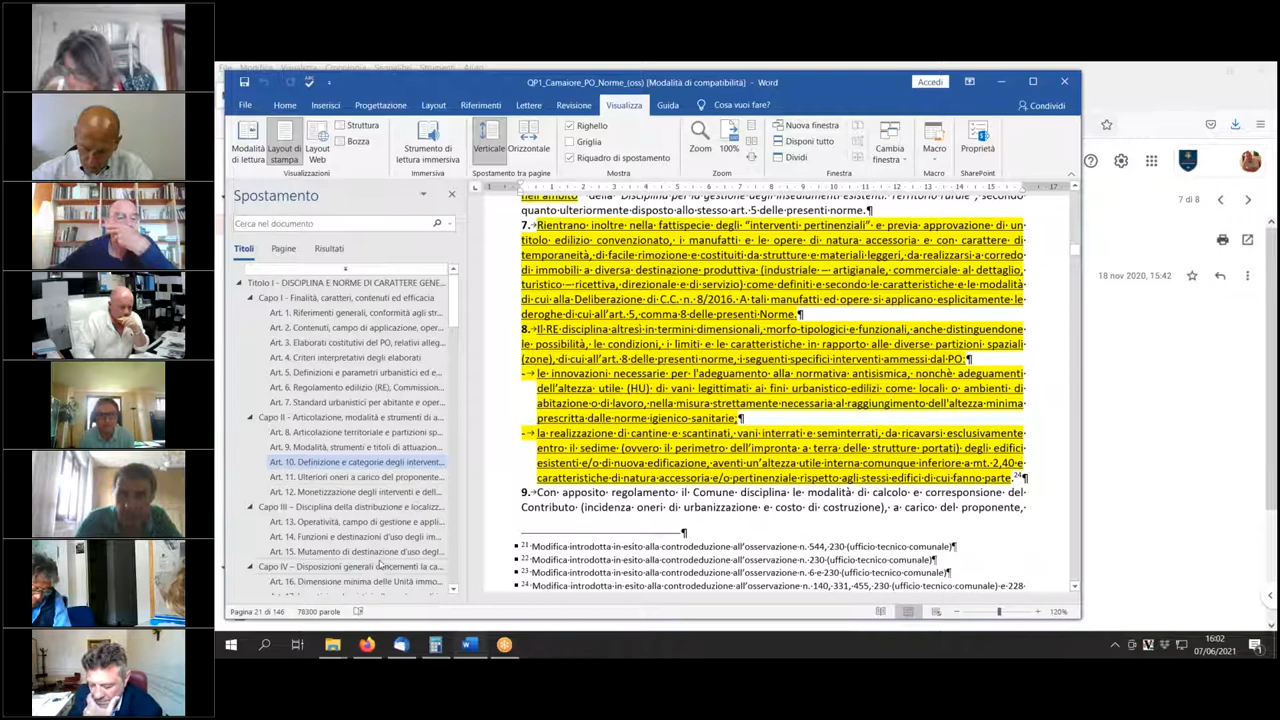 QP1_Camaiore_PO_Norme_(oss) [Modalità di compatibilità] - Word
Accedi
File
Home
Inserisci
Progettazione
Layout
Riferimenti
Lettere
Revisione
Visualizza
Guida
Cosa vuoi fare?
Condividi
Modalità di lettura
Layout di stampa
Layout Web
Struttura
Bozza
Visualizzazioni
Strumento di lettura immersiva
Immersiva
Verticale
Orizzontale
Spostamento tra pagine
Righello
Griglia
Riquadro di spostamento
Mostra
Zoom
100%
Zoom
Nuova finestra
Disponi tutto
Dividi
Cambia finestra
Finestra
Macro
Macro
Proprietà
SharePoint
Spostamento
Cerca nel documento
Titoli
Pagine
Risultati
Titolo I - DISCIPLINA E NORME DI CARATTERE GENE...
Capo I - Finalità, caratteri, contenuti ed efficacia
Art. 1. Riferimenti generali, conformità agli str...
Art. 2. Contenuti, campo di applicazione, oper...
Art. 3. Elaborati costitutivi del PO, relativi alleg...
Art. 4. Criteri interpretativi degli elaborati
Art. 5. Definizioni e parametri urbanistici ed e...
Art. 6. Regolamento edilizio (RE), Commission...
Art. 7. Standard urbanistici per abitante e oper...
Capo II - Articolazione, modalità e strumenti di a...
Art. 8. Articolazione territoriale e partizioni sp...
Art. 9. Modalità, strumenti e titoli di attuazion...
Art. 10. Definizione e categorie degli intervent...
Art. 11. Ulteriori oneri a carico del proponente...
Art. 12. Monetizzazione degli interventi e dell...
Capo III – Disciplina della distribuzione e localizz...
Art. 13. Operatività, campo di gestione e appli...
Art. 14. Funzioni e destinazioni d'uso degli im...
Art. 15. Mutamento di destinazione d'uso degl...
Capo IV – Disposizioni generali concernenti la ca...
Art. 16. Dimensione minima delle Unità immo...
nell'ambito della "Disciplina per la gestione degli insediamenti esistenti. Territorio rurale", secondo
quanto ulteriormente disposto allo stesso art. 5 delle presenti norme.¶
7.→Rientrano inoltre nella fattispecie degli "interventi pertinenziali" e previa approvazione di un
titolo edilizio convenzionato, i manufatti e le opere di natura accessoria e con carattere di
temporaneità, di facile rimozione e costituiti da strutture e materiali leggeri, da realizzarsi a corredo
di immobili a diversa destinazione produttiva (industriale – artigianale, commerciale al dettaglio,
turistico – ricettiva, direzionale e di servizio) come definiti e secondo le caratteristiche e le modalità
di cui alla Deliberazione di C.C. n. 8/2016. A tali manufatti ed opere si applicano esplicitamente le
deroghe di cui all'art. 5, comma 8 delle presenti Norme.¶
8.→Il RE disciplina altresì in termini dimensionali, morfo tipologici e funzionali, anche distinguendone
le possibilità, le condizioni, i limiti e le caratteristiche in rapporto alle diverse partizioni spaziali
(zone), di cui all'art. 8 delle presenti norme, i seguenti specifici interventi ammessi dal PO:¶
-→le innovazioni necessarie per l'adeguamento alla normativa antisismica, nonchè adeguamenti
dell'altezza utile (HU) di vani legittimati ai fini urbanistico-edilizi come locali o ambienti di
abitazione o di lavoro, nella misura strettamente necessaria al raggiungimento dell'altezza minima
prescritta dalle norme igienico-sanitarie;¶
-→la realizzazione di cantine e scantinati, vani interrati e seminterrati, da ricavarsi esclusivamente
entro il sedime (ovvero il perimetro dell'impronta a terra delle strutture portati) degli edifici
esistenti e/o di nuova edificazione, aventi un'altezza utile interna comunque inferiore a mt. 2,40 e
caratteristiche di natura accessoria e/o pertinenziale rispetto agli stessi edifici di cui fanno parte.24¶
9.→Con apposito regolamento il Comune disciplina le modalità di calcolo e corresponsione del
Contributo (incidenza oneri di urbanizzazione e costo di costruzione), a carico del proponente,
21 Modifica introdotta in esito alla controdeduzione all'osservazione n. 544, 230 (ufficio tecnico comunale)¶
22 Modifica introdotta in esito alla controdeduzione all'osservazione n. 230 (ufficio tecnico comunale)¶
23 Modifica introdotta in esito alla controdeduzione all'osservazione n. 6 e 230 (ufficio tecnico comunale)¶
24 Modifica introdotta in esito alla controdeduzione all'osservazione n. 140, 331, 455, 230 (ufficio tecnico comunale) e 228
Pagina 21 di 146
78300 parole
120%
7 di 8
18 nov 2020, 15:42
16:02
07/06/2021